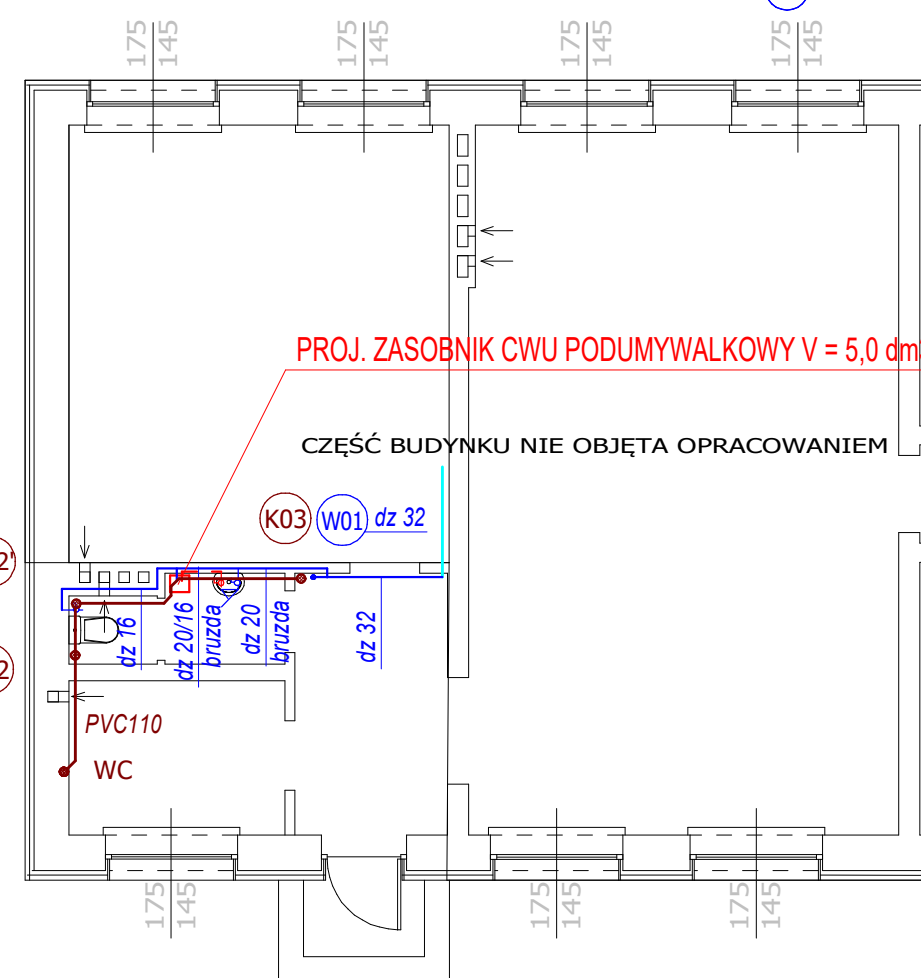 175
145
175
145
175
145
175
145
PROJ. ZASOBNIK CWU PODUMYWALKOWY V = 5,0 dm
CZĘŚĆ BUDYNKU NIE OBJĘTA OPRACOWANIEM
K03
W01
dz 32
2'
2
dz 16
dz 20/16
bruzda
dz 20
bruzda
dz 32
PVC110
WC
175
145
175
145
175
145